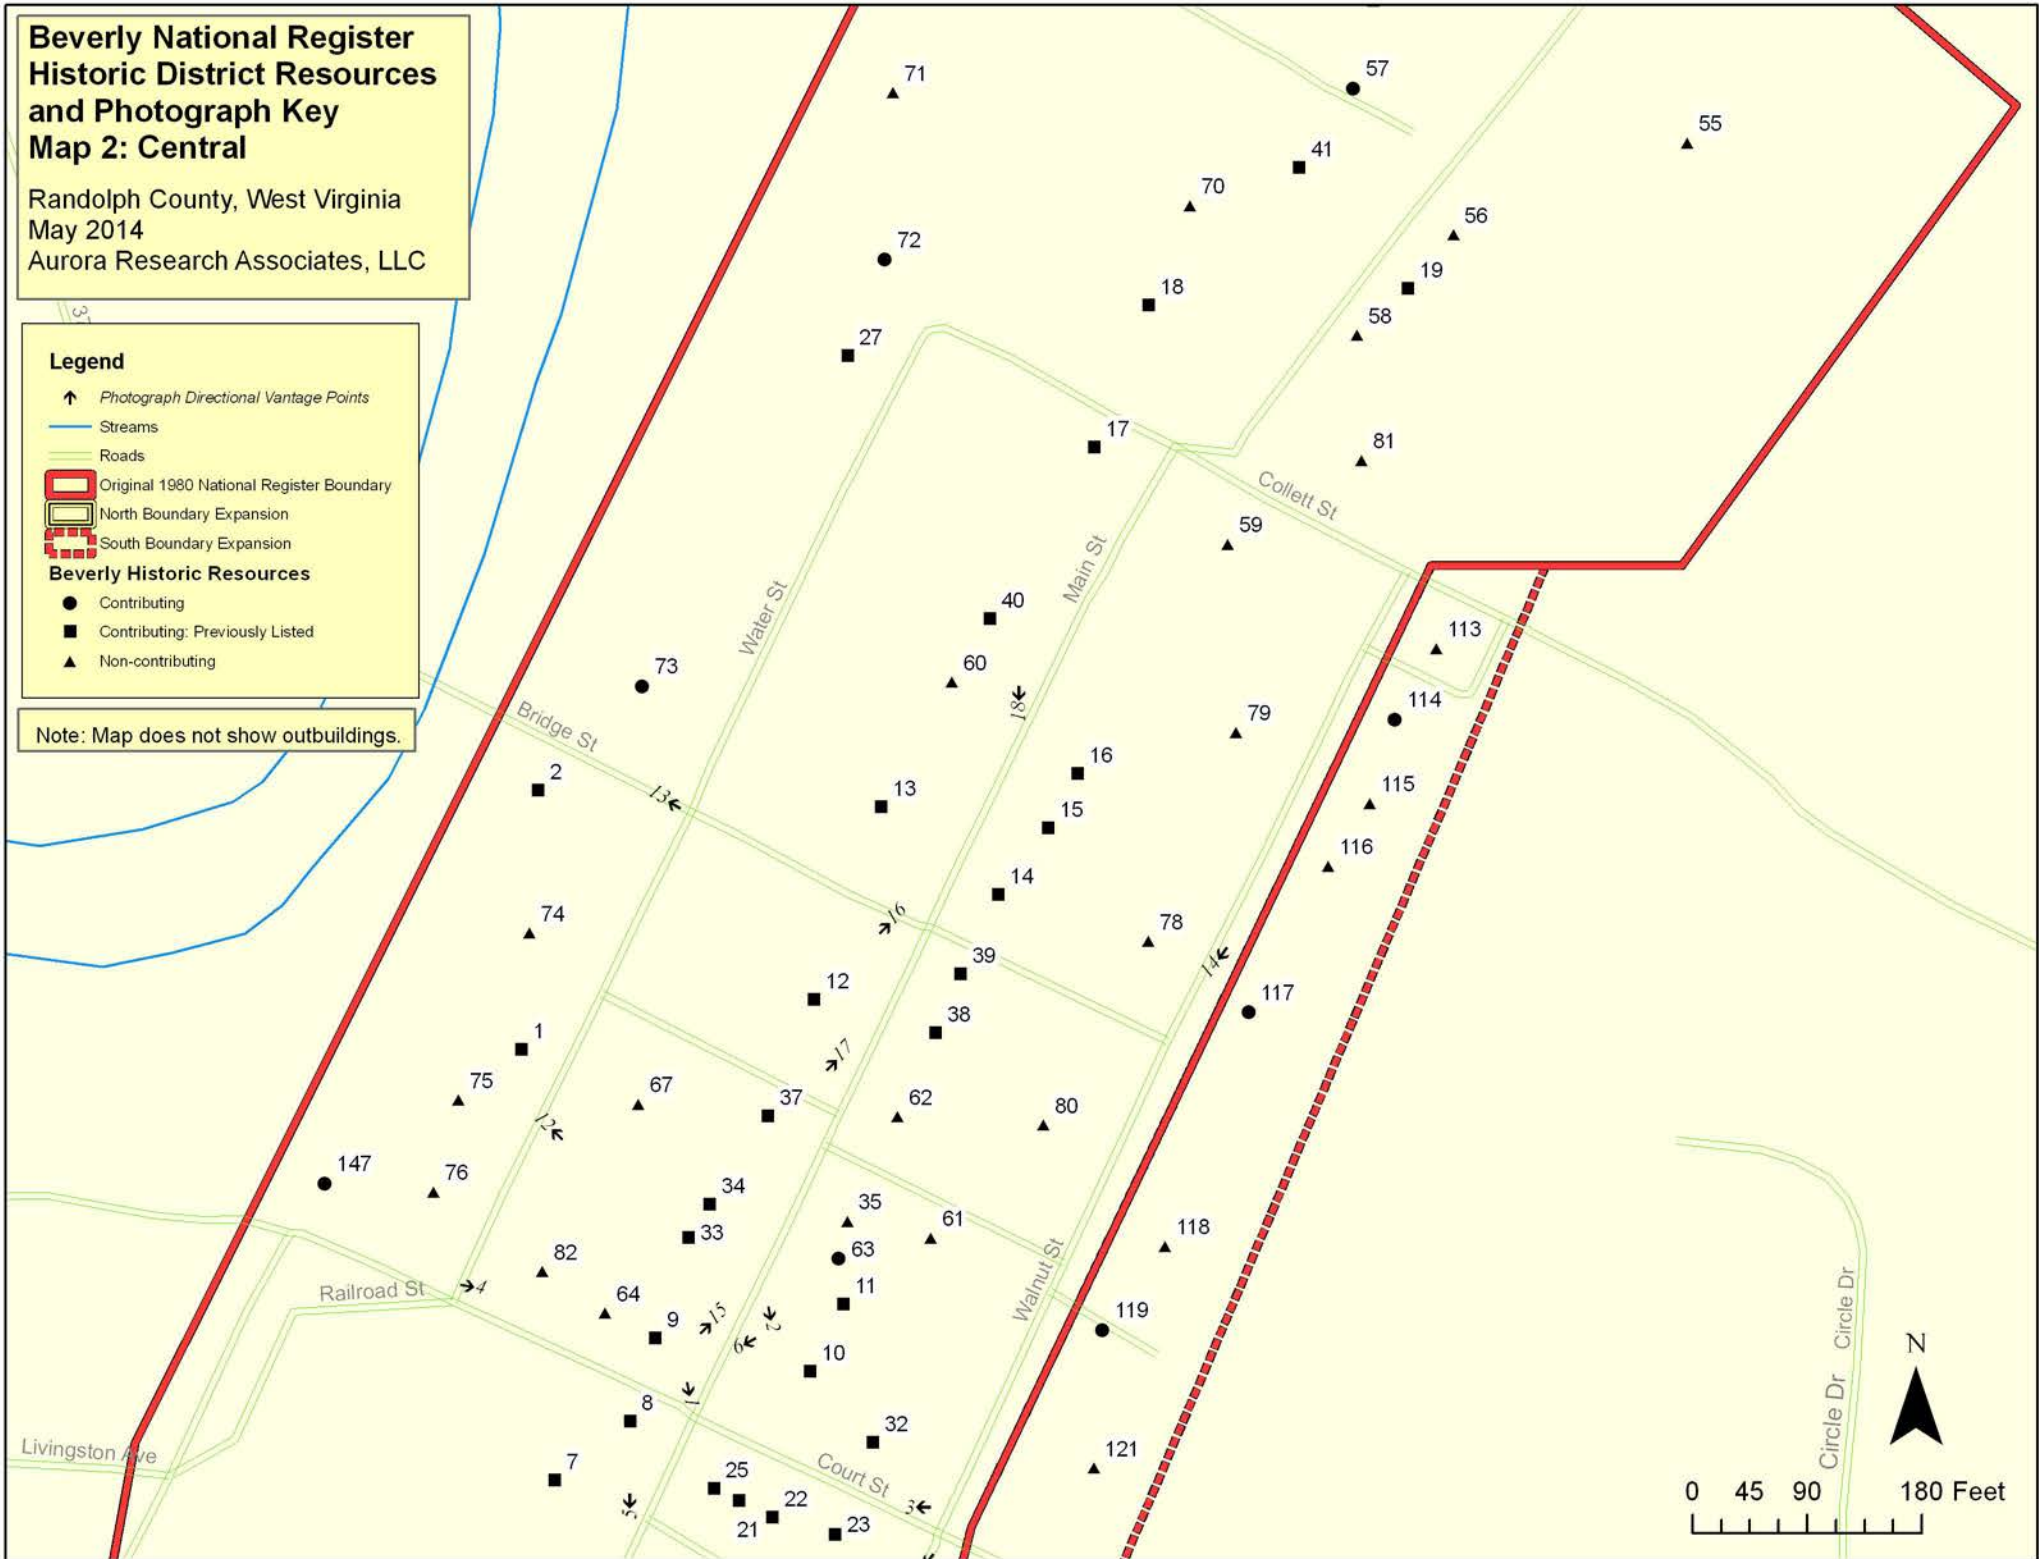 Beverly National Register
Historic District Resources
and Photograph Key
Map 2: Central
Randolph County, West Virginia
May 2014
Aurora Research Associates, LLC
37
Legend
Photograph Directional Vantage Points
Streams
Roads
Original 1980 National Register Boundary
North Boundary Expansion
South Boundary Expansion
Beverly Historic Resources
Contributing
Contributing: Previously Listed
Non-contributing
Note: Map does not show outbuildings.
71
57
55
41
70
56
72
19
18
58
27
17
81
Collett St
59
Main St
Water St
40
113
60
73
18
114
79
Bridge St
16
2
13
13
115
15
116
14
74
16
78
39
14
12
117
38
1
17
75
67
37
62
80
12
147
76
34
35
61
33
118
63
82
Walnut St
Railroad St
4
11
64
9
15
2
119
6
Circle Dr
Circle Dr
N
10
8
1
32
Livingston Ave
121
7
25
Court St
22
3
5
21
23
0 45 90 180 Feet